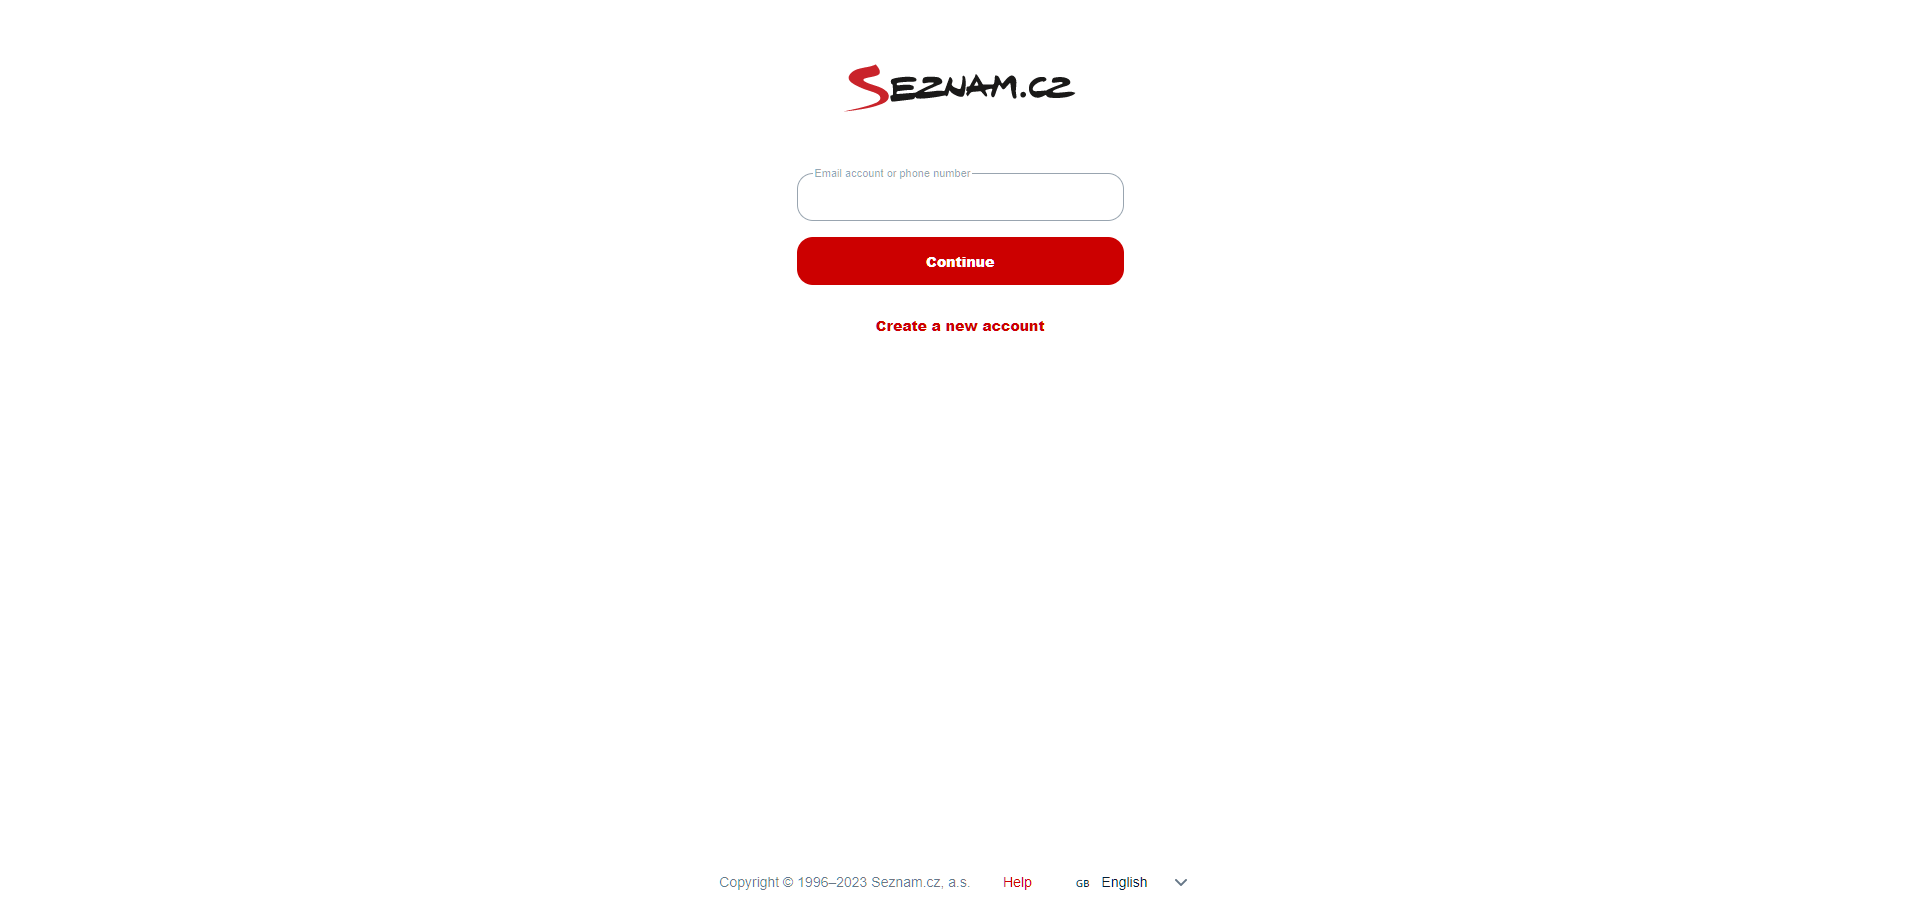 SEZNAM.CZ
Email account or phone number
Continue
Create a new account
Copyright © 1996–2023 Seznam.cz, a.s. Help GB English